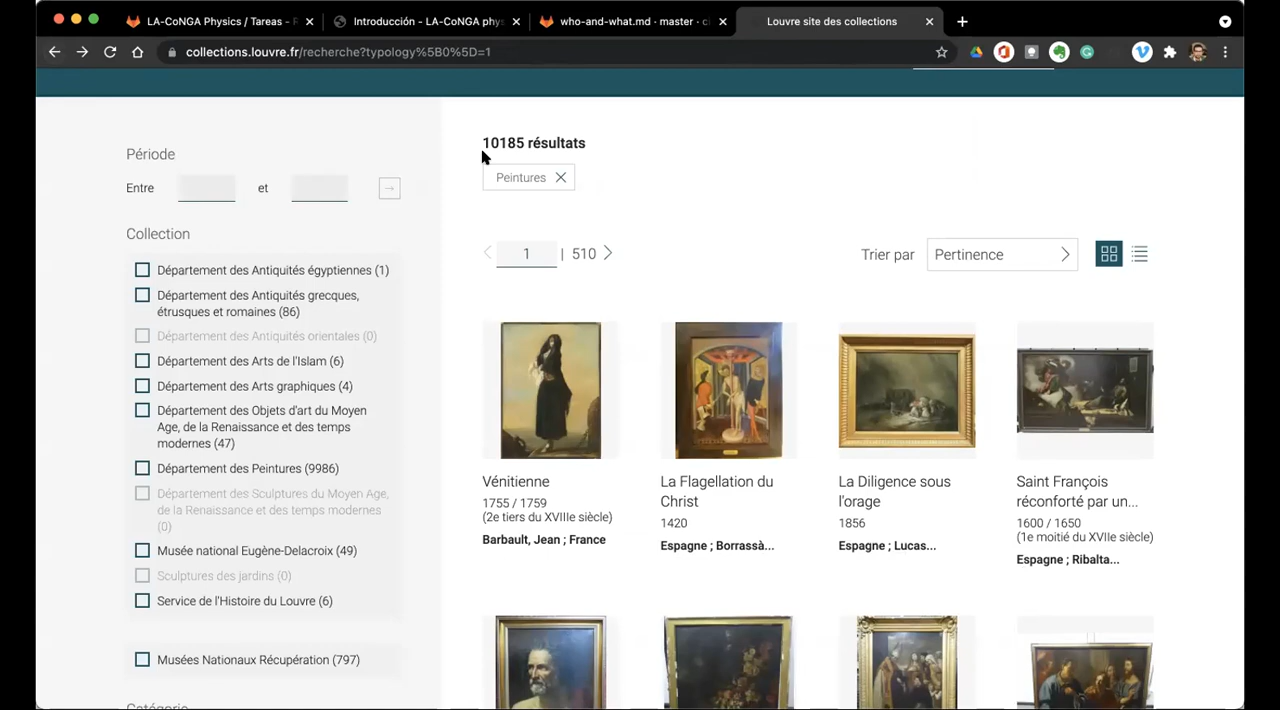 LA-CoNGA Physics / Tareas -
Introducción - LA-CoNGA phys
who-and-what.md · master ·
Louvre site des collections
collections.louvre.fr/recherche?typology%5B0%5D=1
Période
Entre
et
Collection
Département des Antiquités égyptiennes (1)
Département des Antiquités grecques,
étrusques et romaines (86)
Département des Antiquités orientales (0)
Département des Arts de l'Islam (6)
Département des Arts graphiques (4)
Département des Objets d'art du Moyen
Age, de la Renaissance et des temps
modernes (47)
Département des Peintures (9986)
Département des Sculptures du Moyen Age,
de la Renaissance et des temps modernes
(0)
Musée national Eugène-Delacroix (49)
Sculptures des jardins (0)
Service de l'Histoire du Louvre (6)
Musées Nationaux Récupération (797)
Catégorie
10185 résultats
Peintures
1 | 510
Trier par
Pertinence
Vénitienne
1755 / 1759
(2e tiers du XVIIIe siècle)
Barbault, Jean ; France
La Flagellation du
Christ
1420
Espagne ; Borrassà...
La Diligence sous
l'orage
1856
Espagne ; Lucas...
Saint François
réconforté par un...
1600 / 1650
(1e moitié du XVIIe siècle)
Espagne ; Ribalta...